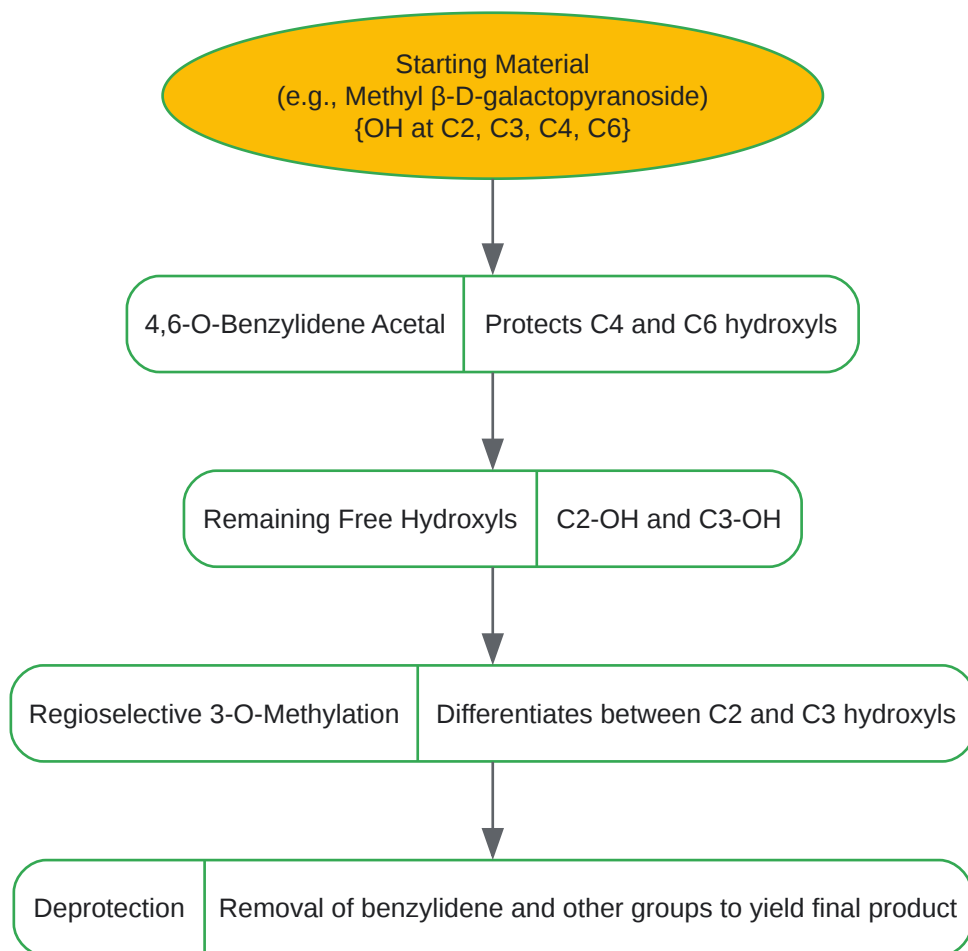 Starting Material
(e.g., Methyl β-D-galactopyranoside)
{OH at C2, C3, C4, C6}
4,6-O-Benzylidene Acetal
Protects C4 and C6 hydroxyls
Remaining Free Hydroxyls
C2-OH and C3-OH
Regioselective 3-O-Methylation
Differentiates between C2 and C3 hydroxyls
Deprotection
Removal of benzylidene and other groups to yield final product